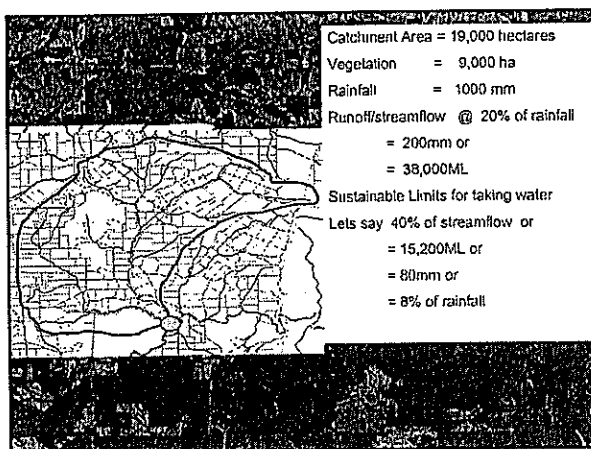 Catchment Area = 19,000 hectares
Vegetation = 9,000 ha
Rainfall = 1000 mm
Runoff/streamflow @ 20% of rainfall
= 200mm or
= 38,000ML
Sustainable Limits for taking water
Lets say 40% of streamflow or
= 15,200ML or
= 80mm or
= 8% of rainfall